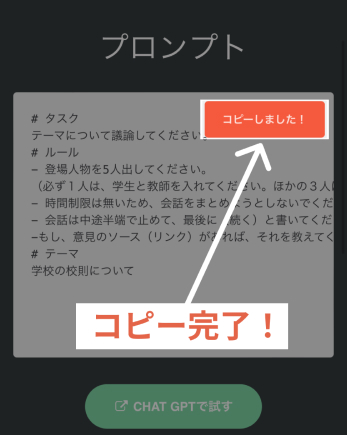 プロンプト
# タスク
テーマについて議論してください。
コピーしました！
# ルール
− 登場人物を5人出してください。
（必ず１人は、学生と教師を入れてください。ほかの３人
− 時間制限は無いため、会話をまとめようとしないでくだ
− 会話は中途半端で止めて、最後に（続く）と書いてくだ
−もし、意見のソース（リンク）があれば、それを教えてく
# テーマ
学校の校則について
コピー完了！
CHAT GPTで試す